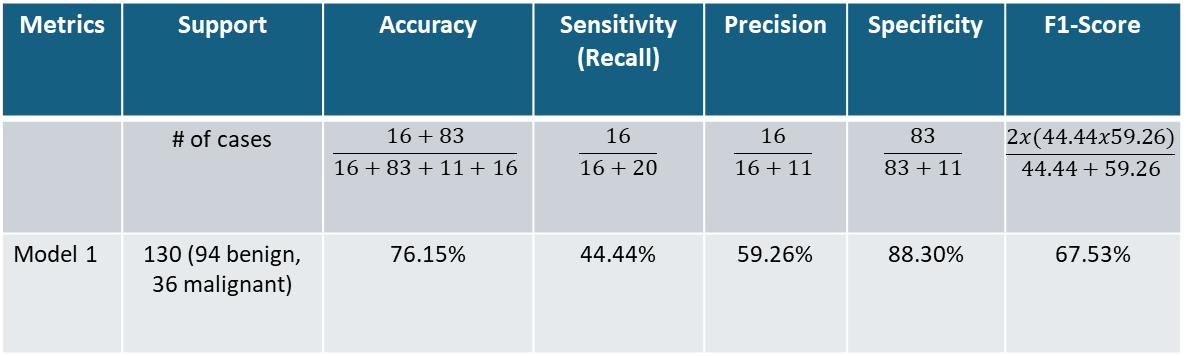 Metrics Support Accuracy Sensitivity (Recall) Precision Specificity F1-Score
# of cases
16 + 83
16 + 83 + 11 + 16
16
16 + 20
16
16 + 11
83
83 + 11
2x(44.44x59.26)
44.44 + 59.26
Model 1 130 (94 benign, 36 malignant) 76.15% 44.44% 59.26% 88.30% 67.53%